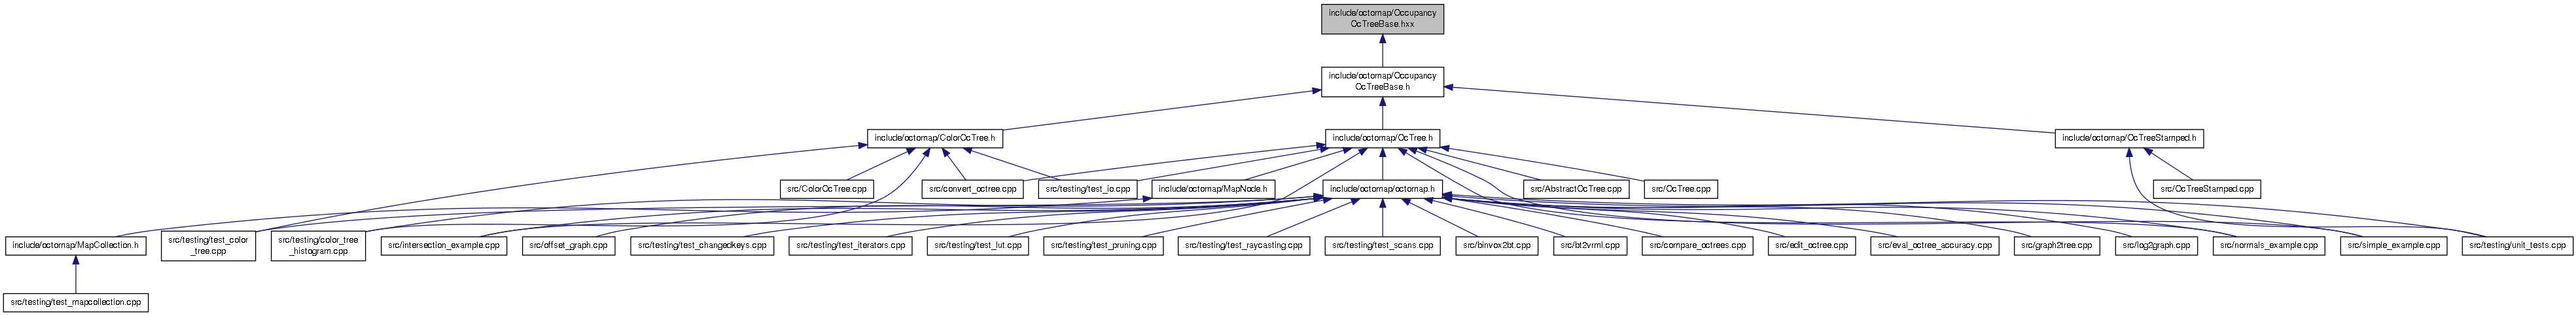 include/octomap/Occupancy
OcTreeBase.hxx
include/octomap/Occupancy
OcTreeBase.h
include/octomap/ColorOcTree.h
include/octomap/OcTree.h
include/octomap/OcTreeStamped.h
src/ColorOcTree.cpp
src/convert_octree.cpp
src/testing/test_io.cpp
include/octomap/MapNode.h
include/octomap/octomap.h
src/AbstractOcTree.cpp
src/OcTree.cpp
src/OcTreeStamped.cpp
include/octomap/MapCollection.h
src/testing/test_color
_tree.cpp
src/testing/color_tree
_histogram.cpp
src/intersection_example.cpp
src/offset_graph.cpp
src/testing/test_changedkeys.cpp
src/testing/test_iterators.cpp
src/testing/test_lut.cpp
src/testing/test_pruning.cpp
src/testing/test_raycasting.cpp
src/testing/test_scans.cpp
src/binvox2bt.cpp
src/bt2vrml.cpp
src/compare_octrees.cpp
src/edit_octree.cpp
src/eval_octree_accuracy.cpp
src/graph2tree.cpp
src/log2graph.cpp
src/normals_example.cpp
src/simple_example.cpp
src/testing/unit_tests.cpp
src/testing/test_mapcollection.cpp